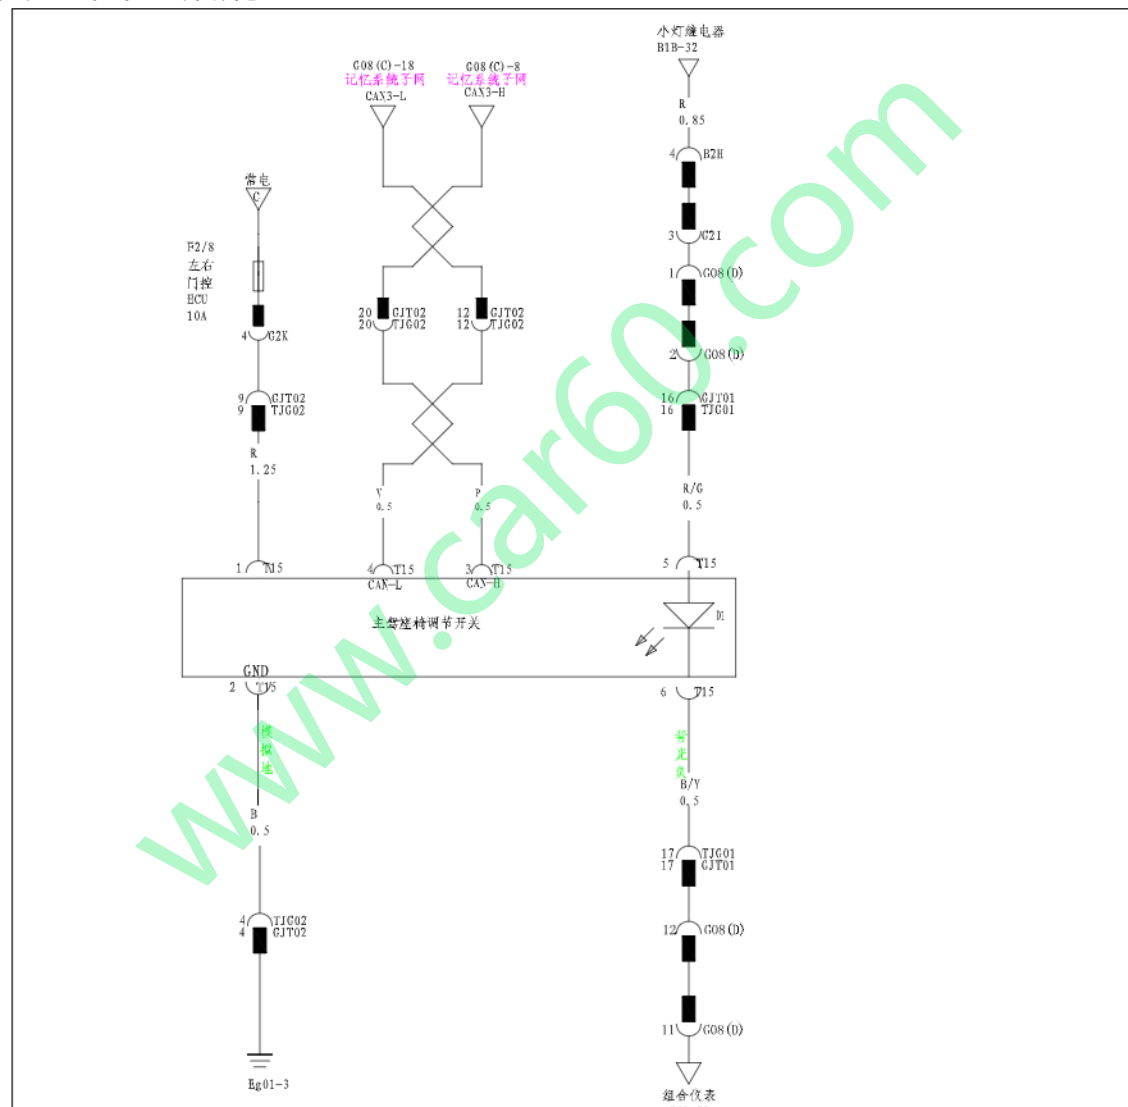 小灯继电器
B1B-32
G08(C)-18
记忆系统子网
CAN3-L
G08(C)-8
记忆系统子网
CAN3-H
R
0.85
4
B2H
常电
C
3
G21
F2/8
左右
门控
ECU
10A
1
G08(D)
20
GJT02
20
TJG02
12
GJT02
12
TJG02
4
G2K
2
G08(D)
9
GJT02
9
TJG02
16
GJT01
16
TJG01
R
1.25
V
0.5
P
0.5
R/G
0.5
1
T15
4
T15
CAN-L
3
T15
CAN-H
5
T15
主驾座椅调节开关
D1
GND
2
T15
6
T15
模拟地
背光负
B/Y
0.5
B
0.5
17
TJG01
17
GJT01
4
TJG02
4
GJT02
12
G08(D)
11
G08(D)
Eg01-3
组合仪表
www.car60.com